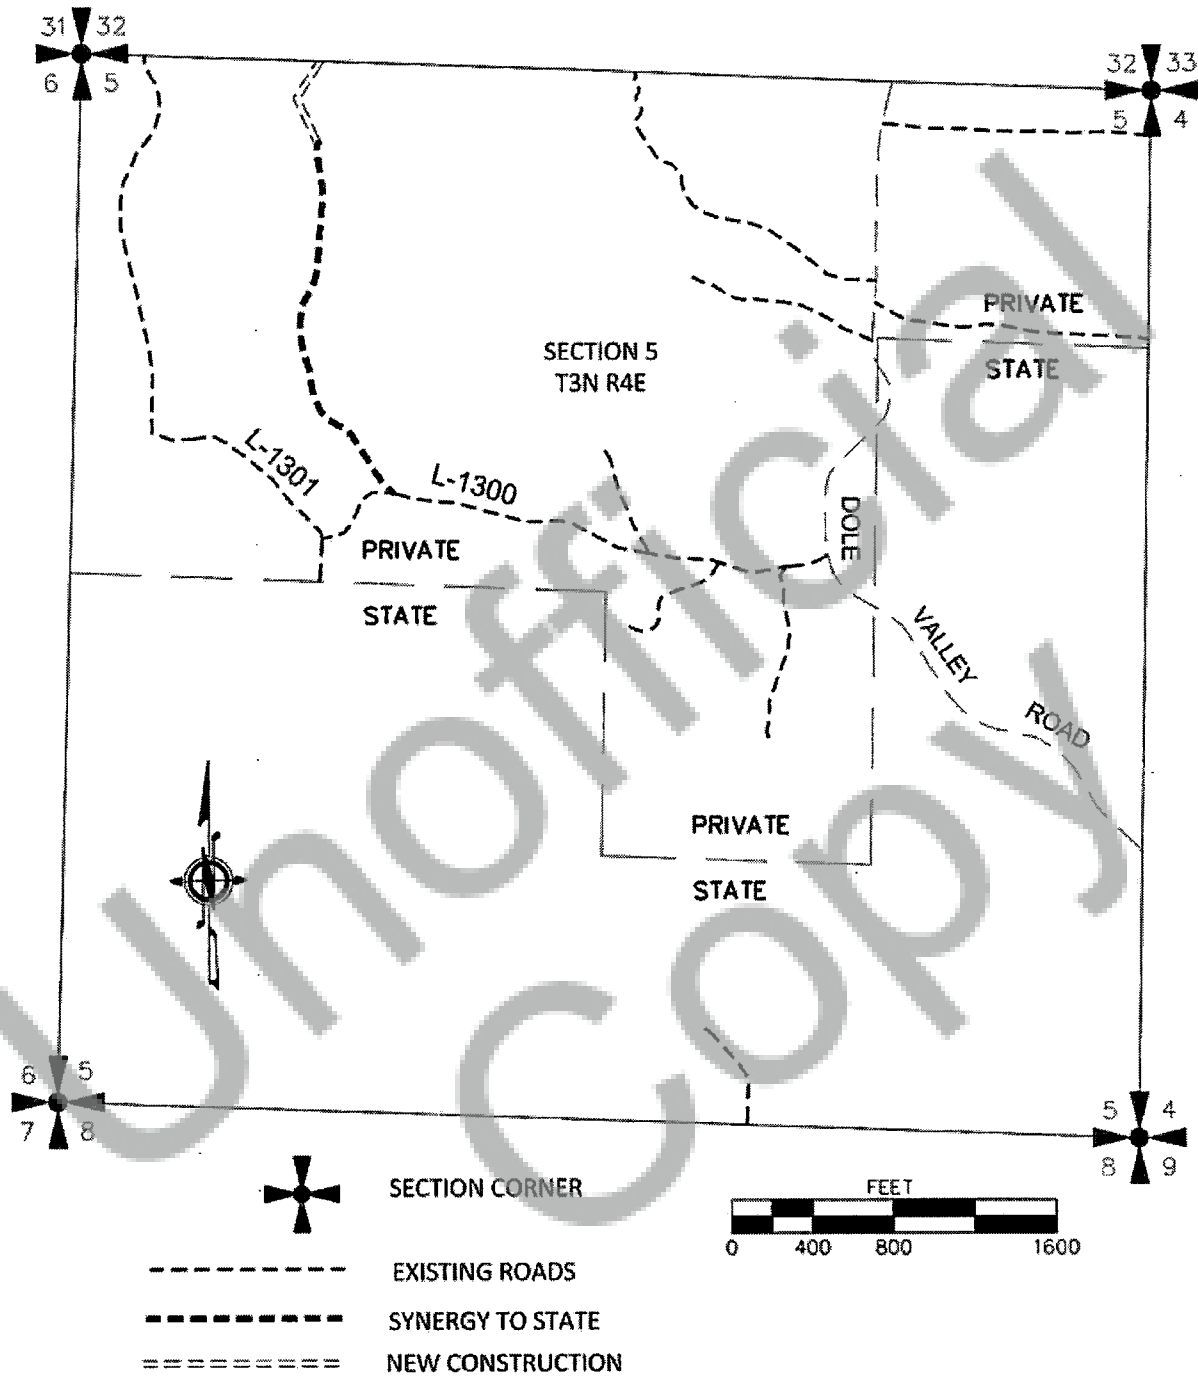 31 32
6 5
32 33
5 4
PRIVATE
STATE
SECTION 5
T3N R4E
L-1301
L-1300
DOLE
VALLEY
ROAD
PRIVATE
STATE
PRIVATE
STATE
6 5
7 8
5 4
8 9
Unofficial
Copy
SECTION CORNER
FEET
0 400 800 1600
EXISTING ROADS
SYNERGY TO STATE
NEW CONSTRUCTION